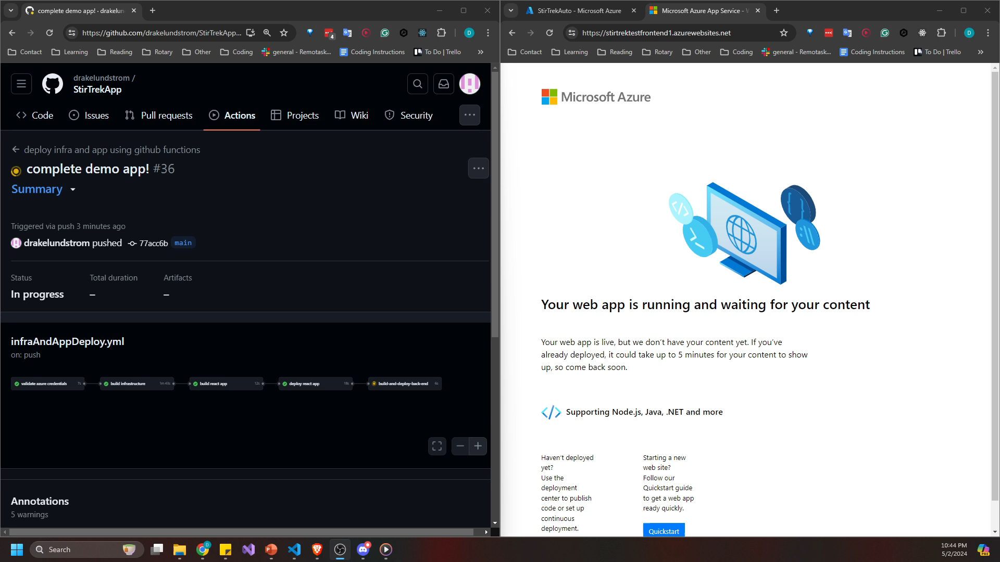 complete demo app! · drakelun
https://github.com/drakelundstrom/StirTrekApp...
4
D
Contact
Learning
Reading
Rotary
Other
Coding
general - Remotask...
Coding Instructions
To Do | Trello
»
drakelundstrom /
StirTrekApp
Code
Issues
Pull requests
Actions
Projects
Wiki
Security
deploy infra and app using github functions
complete demo app! #36
Summary
Triggered via push 3 minutes ago
drakelundstrom pushed 77acc6b main
Status Total duration Artifacts
In progress – –
infraAndAppDeploy.yml
on: push
validate azure credentials 7s
build infrastructure 1m 43s
build react app 12s
deploy react app 18s
build-and-deploy-back-end 6s
Annotations
5 warnings
StirTrekAuto - Microsoft Azure
Microsoft Azure App Service -
https://stirtrektestfrontend1.azurewebsites.net
D
Contact
Learning
Reading
Rotary
Other
Coding
general - Remotask...
Coding Instructions
To Do | Trello
»
Microsoft Azure
Your web app is running and waiting for your content
Your web app is live, but we don’t have your content yet. If you’ve
already deployed, it could take up to 5 minutes for your content to show
up, so come back soon.
Supporting Node.js, Java, .NET and more
Haven’t deployed
yet?
Use the
deployment
center to publish
code or set up
continuous
deployment.
Starting a new
web site?
Follow our
Quickstart guide
to get a web app
ready quickly.
Quickstart
Search
D
10:44 PM
5/2/2024
PRE